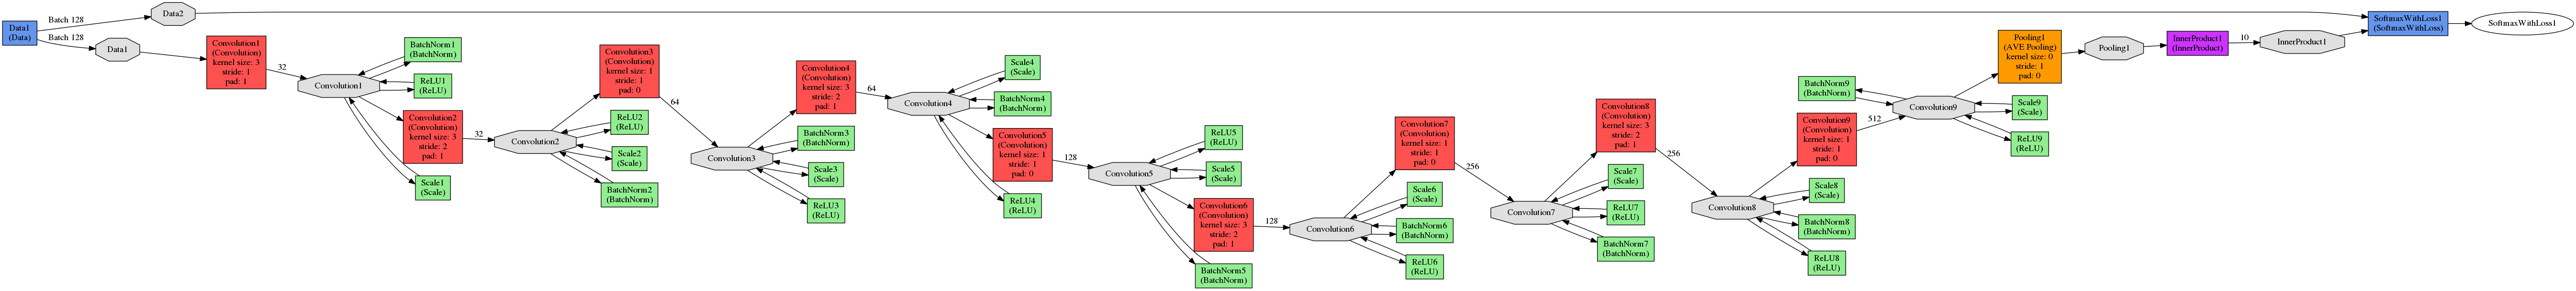 Data1
(Data)
Batch 128
Batch 128
Data2
Data1
Convolution1
(Convolution)
kernel size: 3
stride: 1
pad: 1
32
Convolution1
BatchNorm1
(BatchNorm)
ReLU1
(ReLU)
Convolution2
(Convolution)
kernel size: 3
stride: 2
pad: 1
Scale1
(Scale)
32
Convolution2
Convolution3
(Convolution)
kernel size: 1
stride: 1
pad: 0
ReLU2
(ReLU)
Scale2
(Scale)
BatchNorm2
(BatchNorm)
64
Convolution3
Convolution4
(Convolution)
kernel size: 3
stride: 2
pad: 1
BatchNorm3
(BatchNorm)
Scale3
(Scale)
ReLU3
(ReLU)
64
Convolution4
Scale4
(Scale)
BatchNorm4
(BatchNorm)
Convolution5
(Convolution)
kernel size: 1
stride: 1
pad: 0
ReLU4
(ReLU)
128
Convolution5
ReLU5
(ReLU)
Scale5
(Scale)
Convolution6
(Convolution)
kernel size: 3
stride: 2
pad: 1
BatchNorm5
(BatchNorm)
128
Convolution6
Convolution7
(Convolution)
kernel size: 1
stride: 1
pad: 0
Scale6
(Scale)
BatchNorm6
(BatchNorm)
ReLU6
(ReLU)
256
Convolution7
Convolution8
(Convolution)
kernel size: 3
stride: 2
pad: 1
Scale7
(Scale)
ReLU7
(ReLU)
BatchNorm7
(BatchNorm)
256
Convolution8
Convolution9
(Convolution)
kernel size: 1
stride: 1
pad: 0
Scale8
(Scale)
BatchNorm8
(BatchNorm)
ReLU8
(ReLU)
512
BatchNorm9
(BatchNorm)
Convolution9
Pooling1
(AVE Pooling)
kernel size: 0
stride: 1
pad: 0
Scale9
(Scale)
ReLU9
(ReLU)
Pooling1
InnerProduct1
(InnerProduct)
10
InnerProduct1
SoftmaxWithLoss1
(SoftmaxWithLoss)
SoftmaxWithLoss1